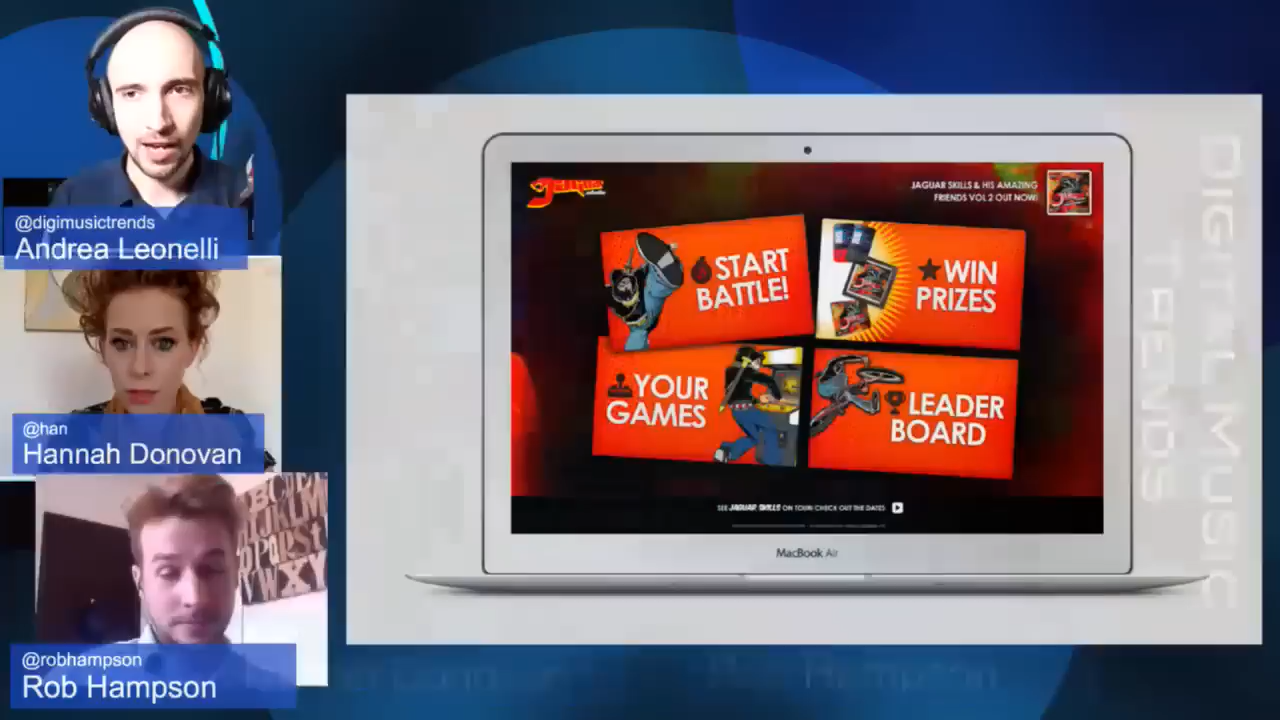 @digimusictrends
Andrea Leonelli
@han
Hannah Donovan
@robhampson
Rob Hampson
JAGUAR SKILLS & HIS AMAZING
FRIENDS VOL 2 OUT NOW!
START
BATTLE!
WIN
PRIZES
YOUR
GAMES
LEADER
BOARD
SEE JAGUAR SKILLS ON TOUR! CHECK OUT THE DATES
MacBook Air
DIGITAL MUSIC
TRENDS